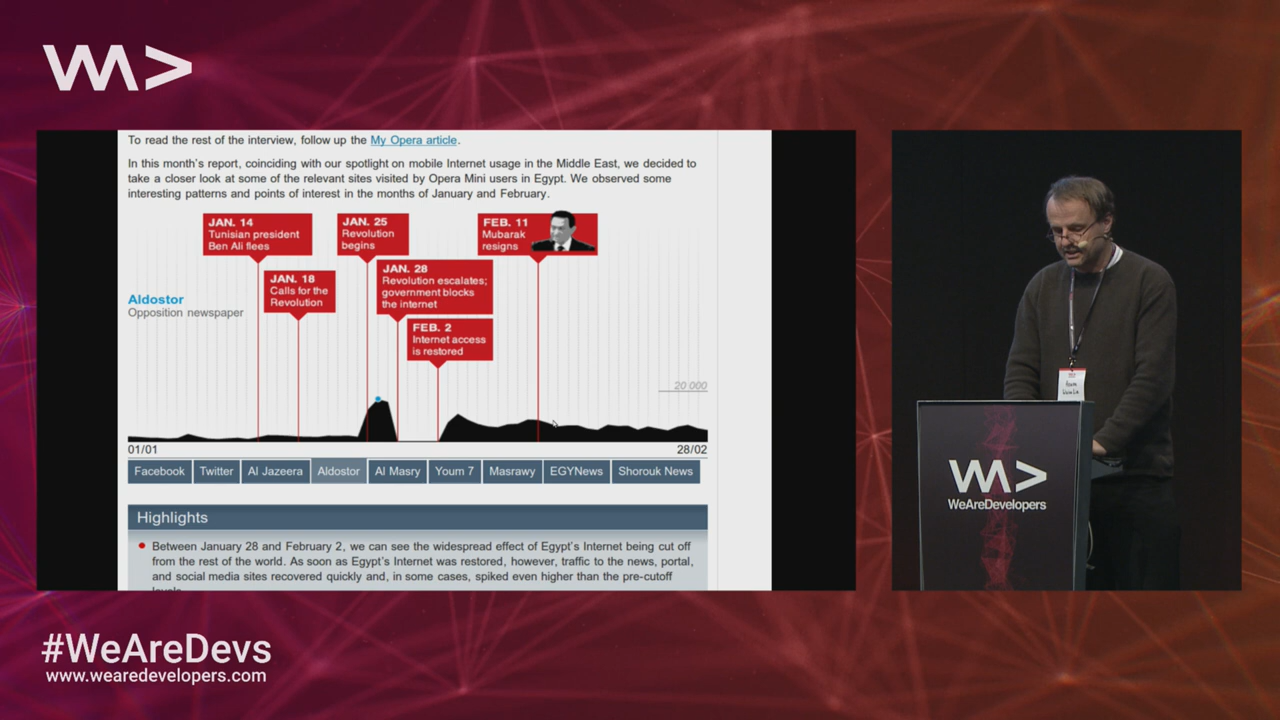 WA>
To read the rest of the interview, follow up the My Opera article.
In this month's report, coinciding with our spotlight on mobile Internet usage in the Middle East, we decided to
take a closer look at some of the relevant sites visited by Opera Mini users in Egypt. We observed some
interesting patterns and points of interest in the months of January and February.
JAN. 14
Tunisian president
Ben Ali flees
JAN. 25
Revolution
begins
FEB. 11
Mubarak
resigns
JAN. 18
Calls for the
Revolution
JAN. 28
Revolution escalates;
government blocks
the internet
Aldostor
Opposition newspaper
FEB. 2
Internet access
is restored
20 000
01/01
28/02
Facebook
Twitter
Al Jazeera
Aldostor
Al Masry
Youm 7
Masrawy
EGYNews
Shorouk News
Highlights
Between January 28 and February 2, we can see the widespread effect of Egypt's Internet being cut off
from the rest of the world. As soon as Egypt's Internet was restored, however, traffic to the news, portal,
and social media sites recovered quickly and, in some cases, spiked even higher than the pre-cutoff
levels
WA>
WeAreDevelopers
#WeAreDevs
www.wearedevelopers.com